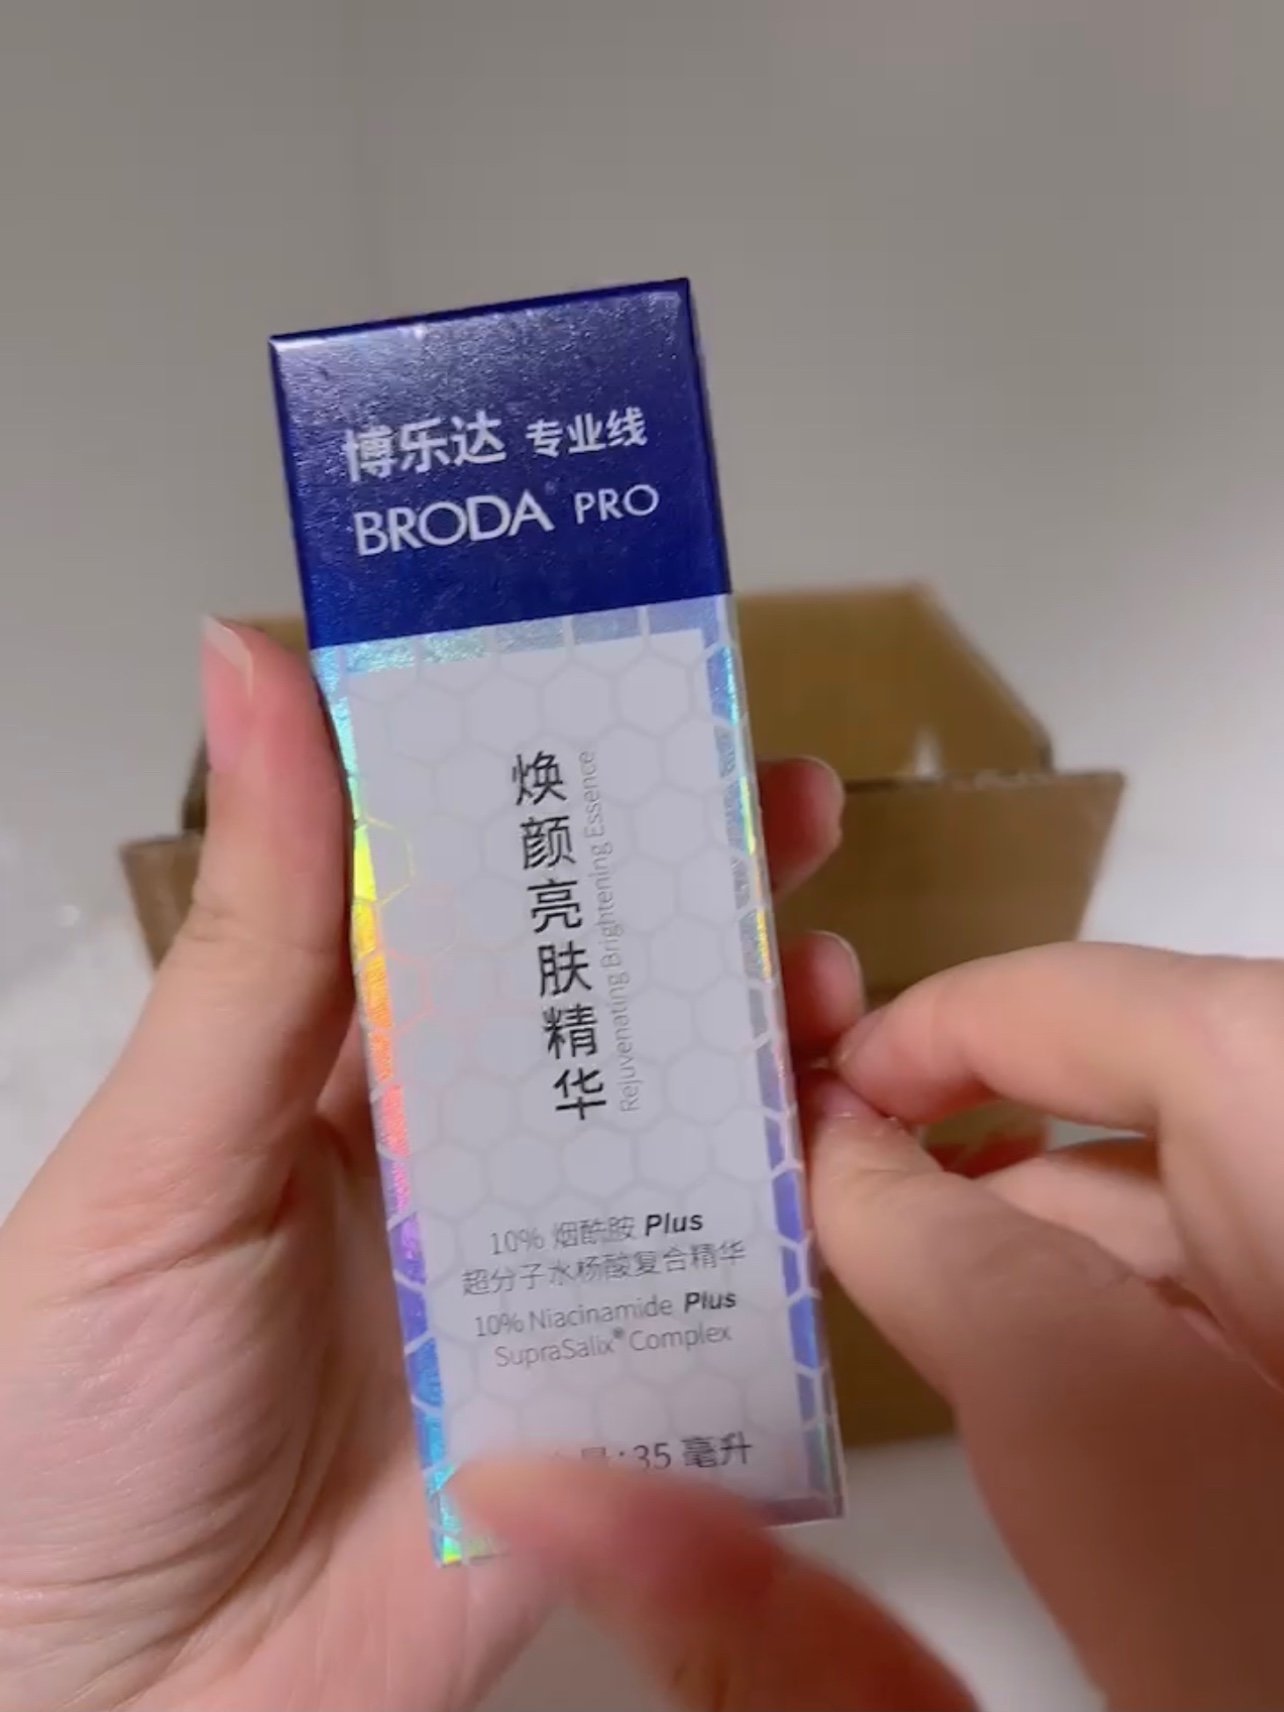 博乐达 专业线
BRODA® PRO
焕颜亮肤精华
Rejuvenating Brightening Essence
10% 烟酰胺 Plus
超分子水杨酸复合精华
10% Niacinamide Plus
SupraSalix® Complex
量:35 毫升